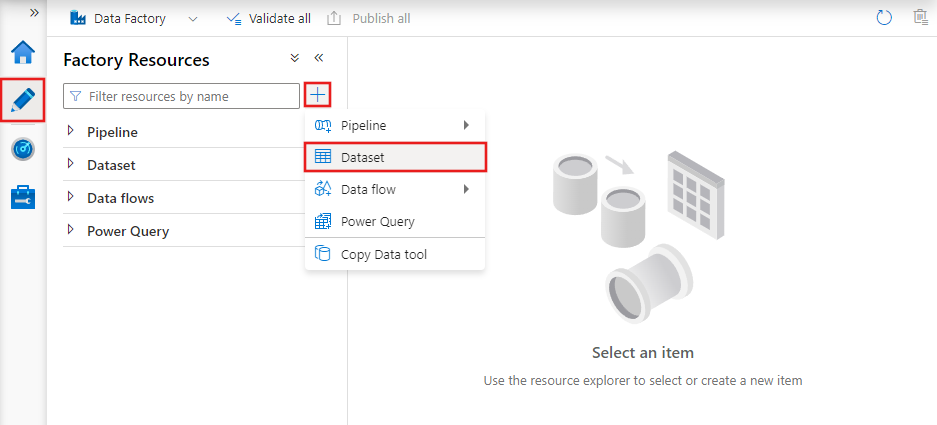 »
Data Factory
Validate all
Publish all
Factory Resources
«
Filter resources by name
Pipeline
Dataset
Data flows
Power Query
Pipeline
Dataset
Data flow
Power Query
Copy Data tool
Select an item
Use the resource explorer to select or create a new item